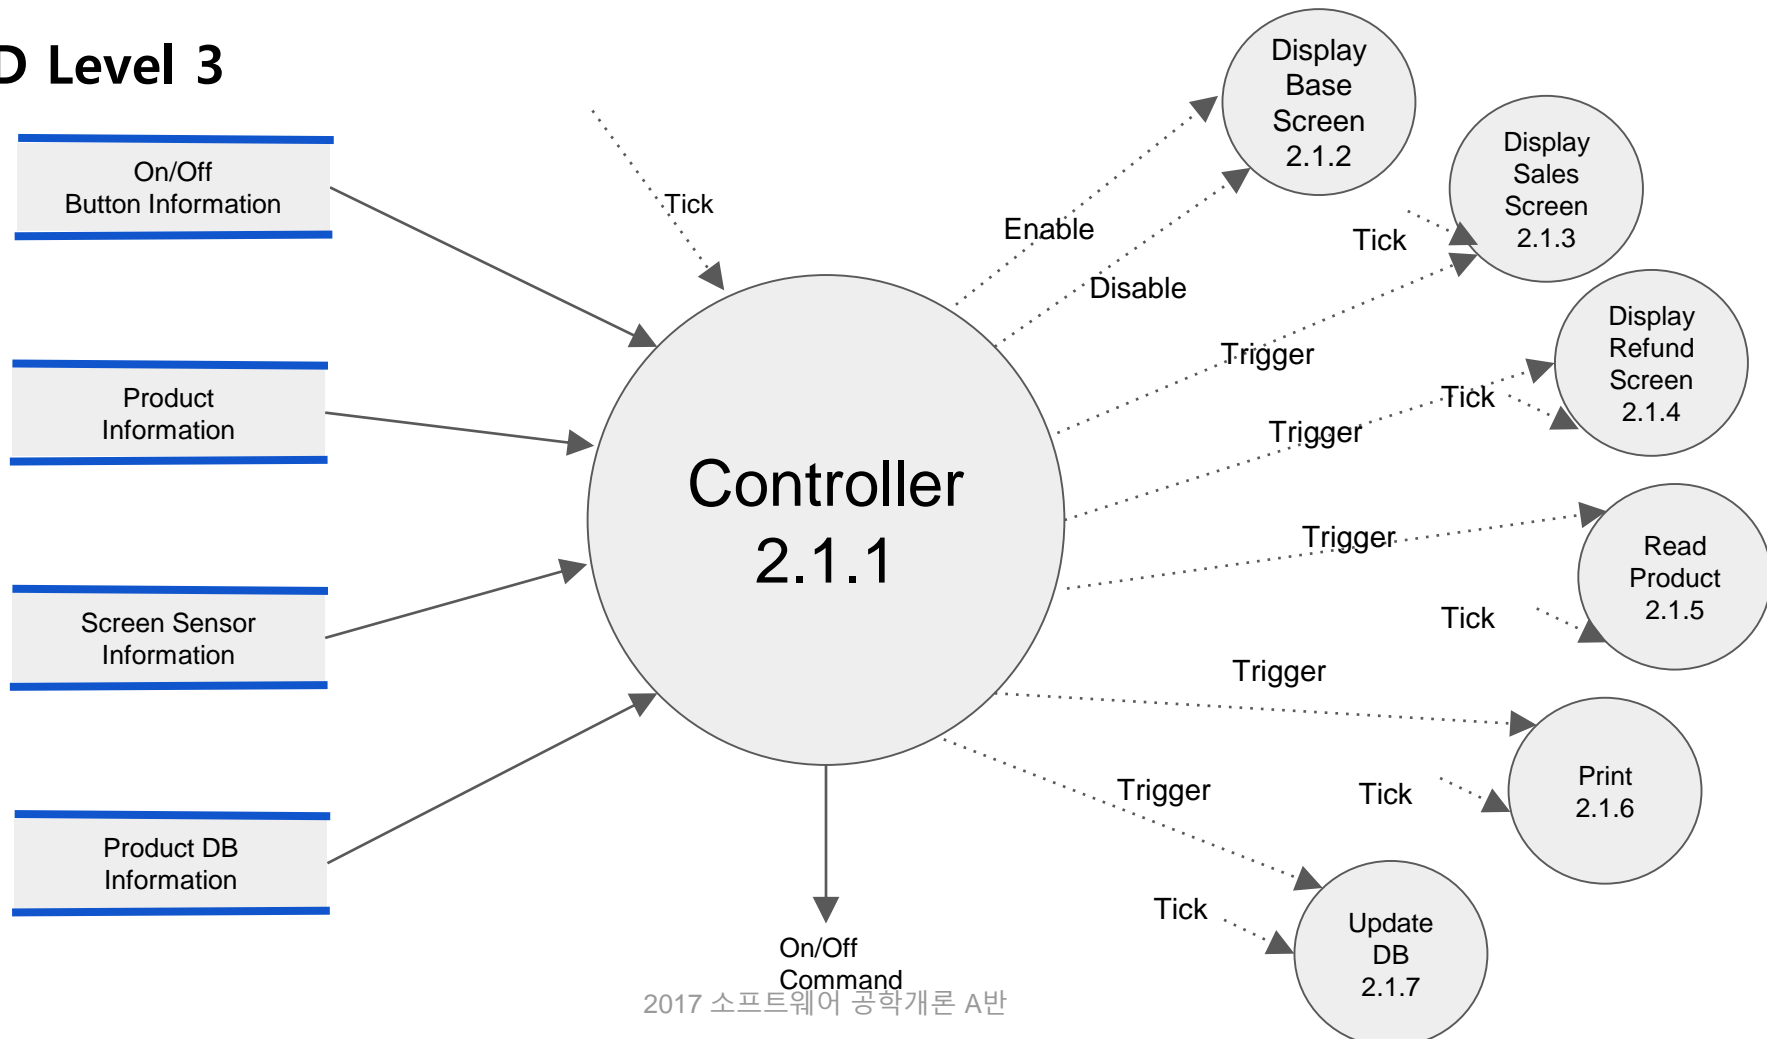 D Level 3
On/Off
Button Information
Product
Information
Screen Sensor
Information
Product DB
Information
Tick
Controller
2.1.1
On/Off
Command
Enable
Disable
Trigger
Tick
Trigger
Tick
Trigger
Tick
Trigger
Tick
Trigger
Tick
Display
Base
Screen
2.1.2
Display
Sales
Screen
2.1.3
Display
Refund
Screen
2.1.4
Read
Product
2.1.5
Print
2.1.6
Update
DB
2.1.7
2017 소프트웨어 공학개론 A반